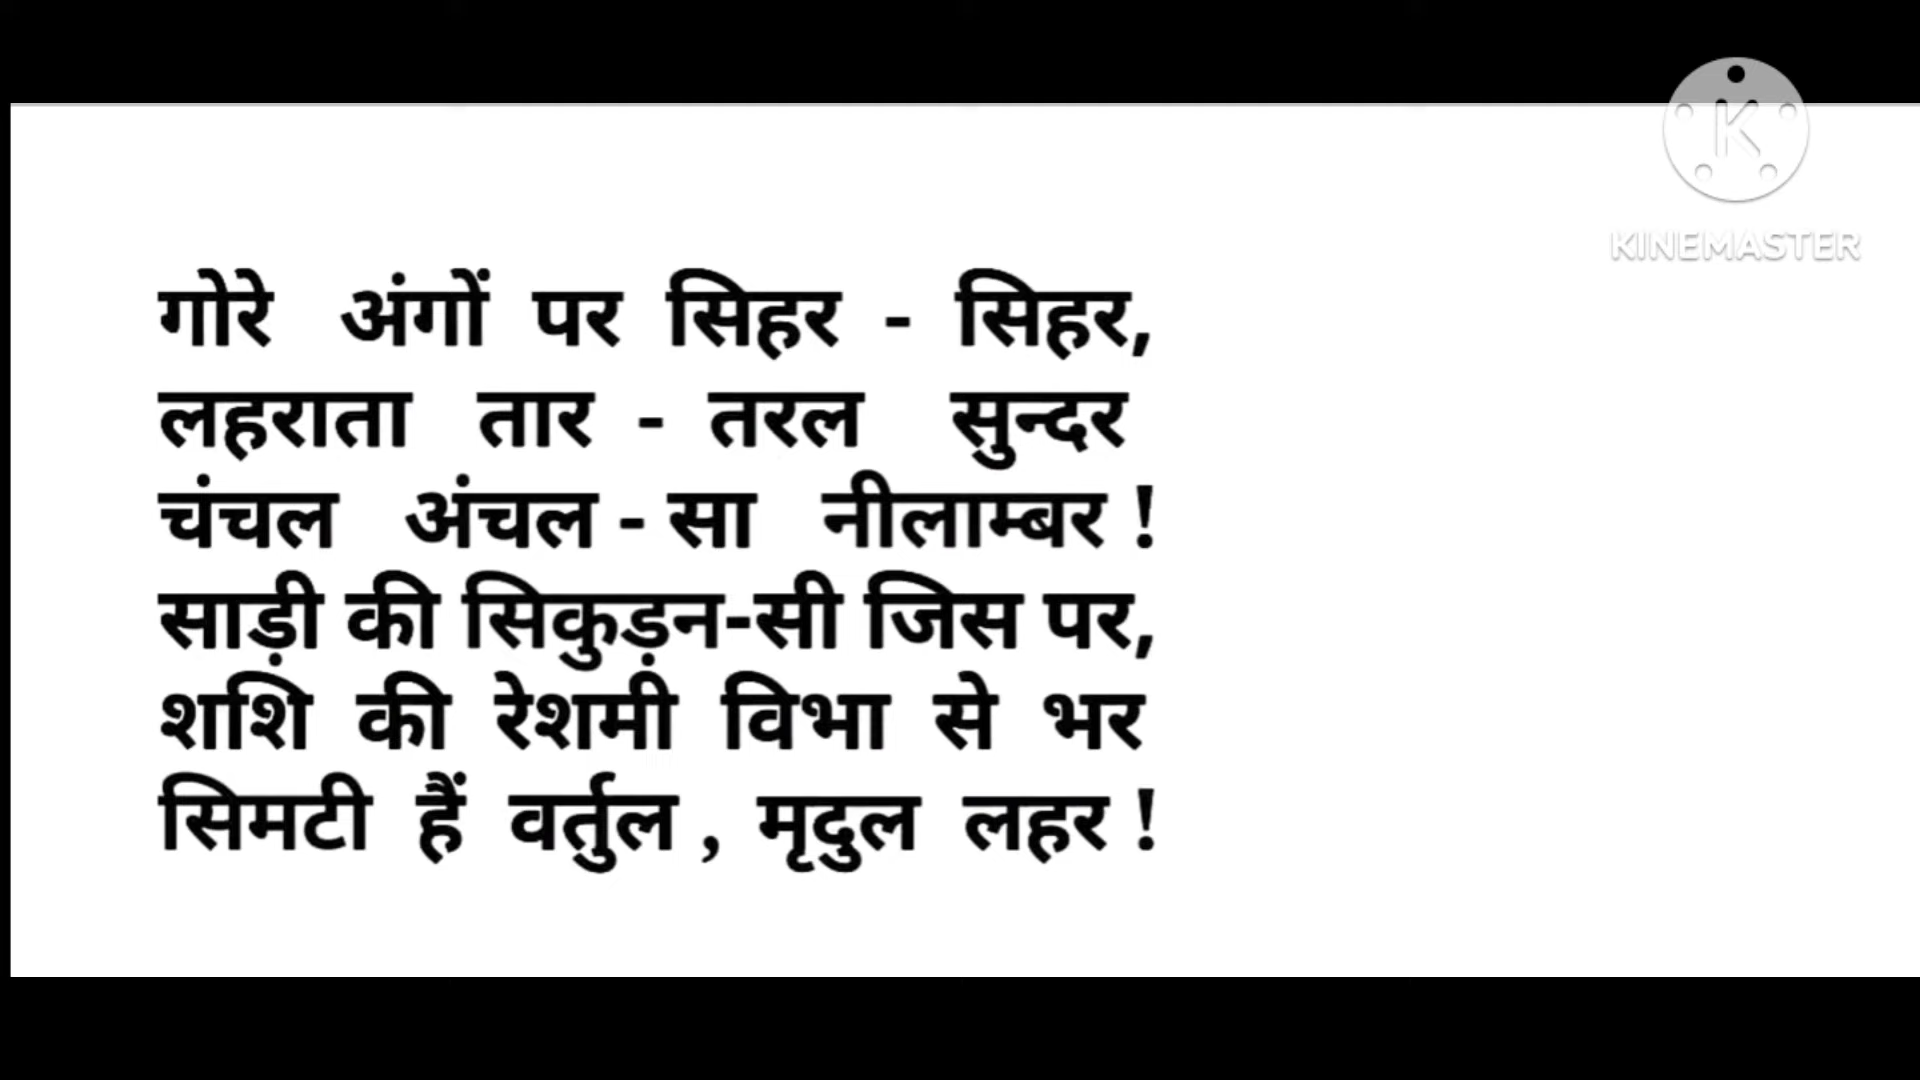 KINEMASTER
गोरे अंगों पर सिहर - सिहर,
लहराता तार - तरल सुन्दर
चंचल अंचल - सा नीलाम्बर !
साड़ी की सिकुड़न-सी जिस पर,
शशि की रेशमी विभा से भर
सिमटी हैं वर्तुल , मृदुल लहर !